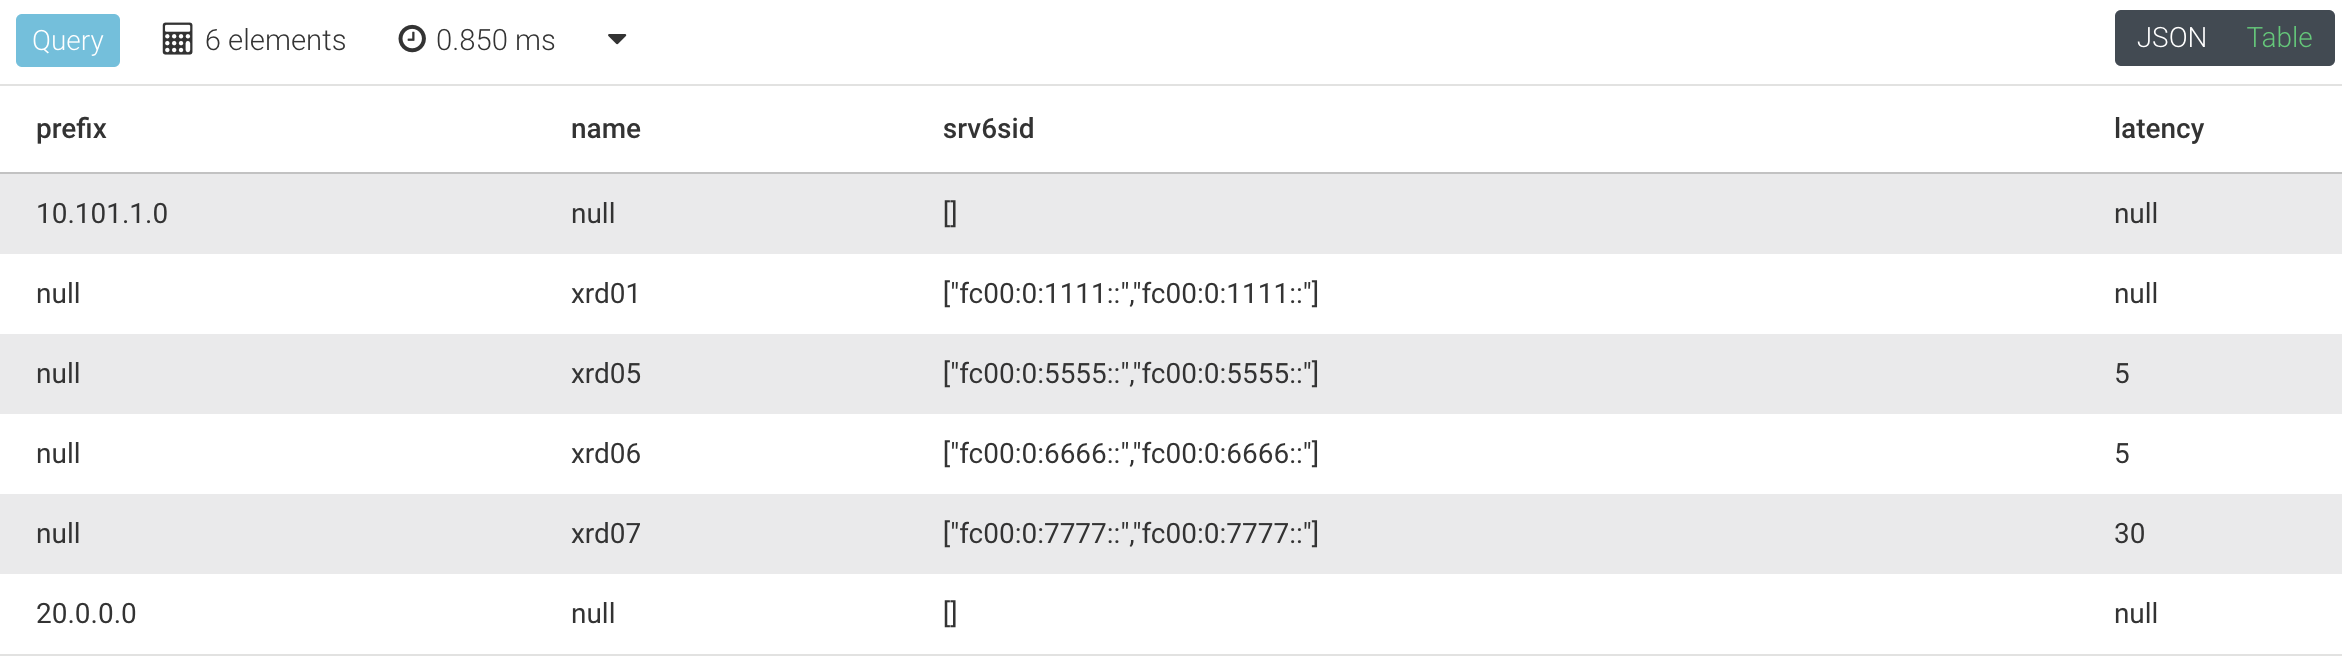 Query 6 elements 0.850 ms JSON Table
prefix name srv6sid latency
10.101.1.0 null [] null
null xrd01 ["fc00:0:1111::","fc00:0:1111::"] null
null xrd05 ["fc00:0:5555::","fc00:0:5555::"] 5
null xrd06 ["fc00:0:6666::","fc00:0:6666::"] 5
null xrd07 ["fc00:0:7777::","fc00:0:7777::"] 30
20.0.0.0 null [] null